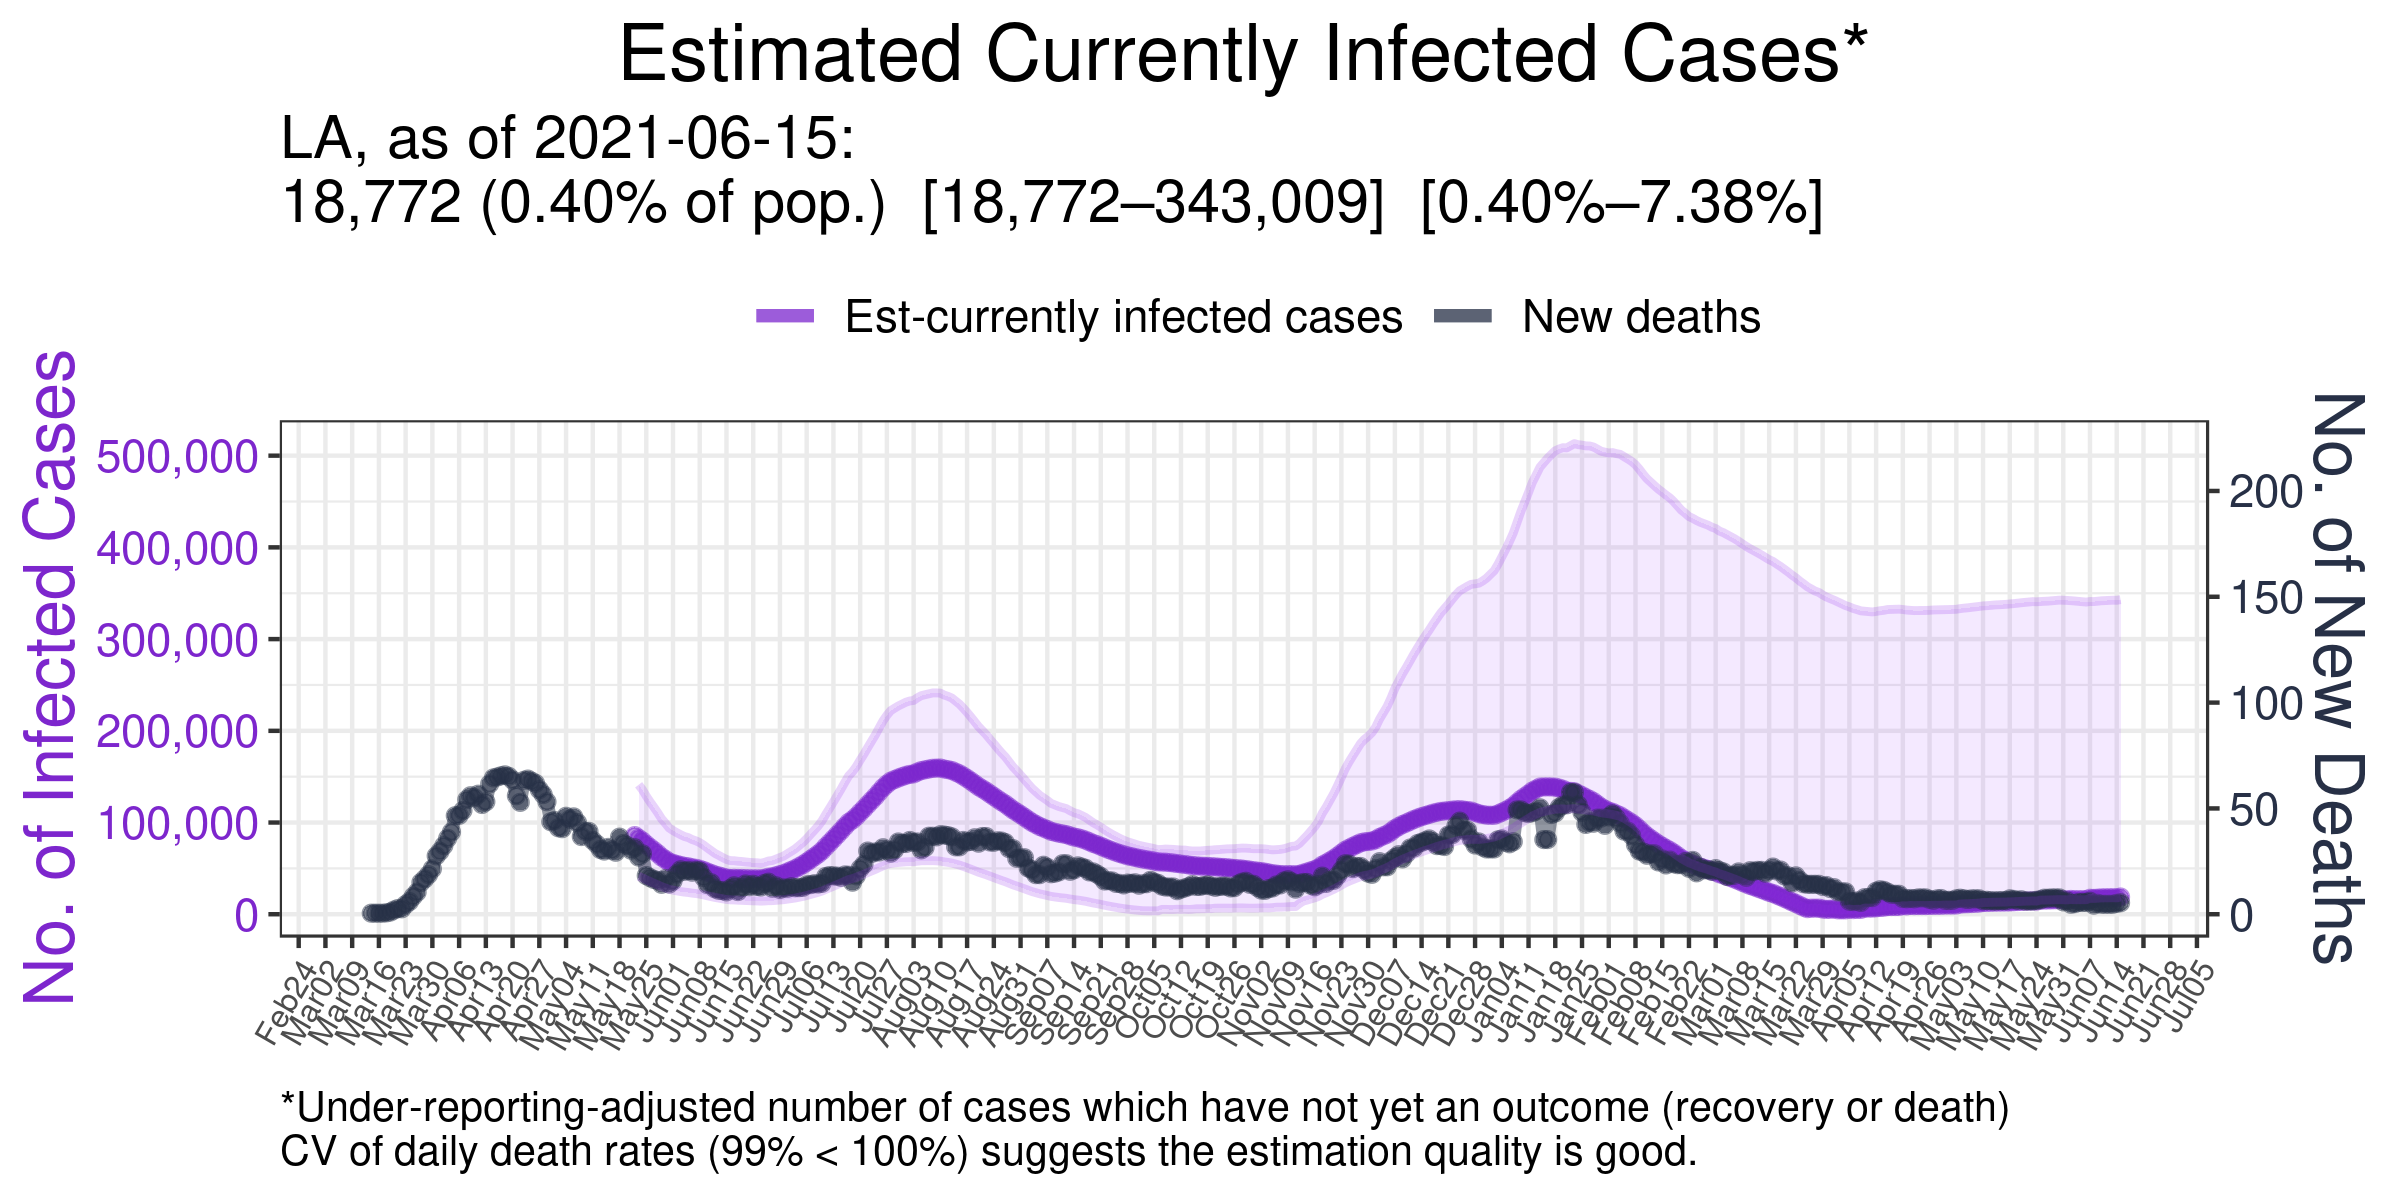 Estimated Currently Infected Cases*
LA, as of 2021-06-15:
18,772 (0.40% of pop.) [18,772–343,009] [0.40%–7.38%]
Est-currently infected cases
New deaths
No. of Infected Cases
500,000
400,000
300,000
200,000
100,000
0
200
150
100
50
0
No. of New Deaths
Feb24
Mar02
Mar09
Mar16
Mar23
Mar30
Apr06
Apr13
Apr20
Apr27
May04
May11
May18
May25
Jun01
Jun08
Jun15
Jun22
Jun29
Jul06
Jul13
Jul20
Jul27
Aug03
Aug10
Aug17
Aug24
Aug31
Sep07
Sep14
Sep21
Sep28
Oct05
Oct12
Oct19
Oct26
Nov02
Nov09
Nov16
Nov23
Nov30
Dec07
Dec14
Dec21
Dec28
Jan04
Jan11
Jan18
Jan25
Feb01
Feb08
Feb15
Feb22
Mar01
Mar08
Mar15
Mar22
Mar29
Apr05
Apr12
Apr19
Apr26
May03
May10
May17
May24
May31
Jun07
Jun14
Jun21
Jun28
Jul05
*Under-reporting-adjusted number of cases which have not yet an outcome (recovery or death)
CV of daily death rates (99% < 100%) suggests the estimation quality is good.